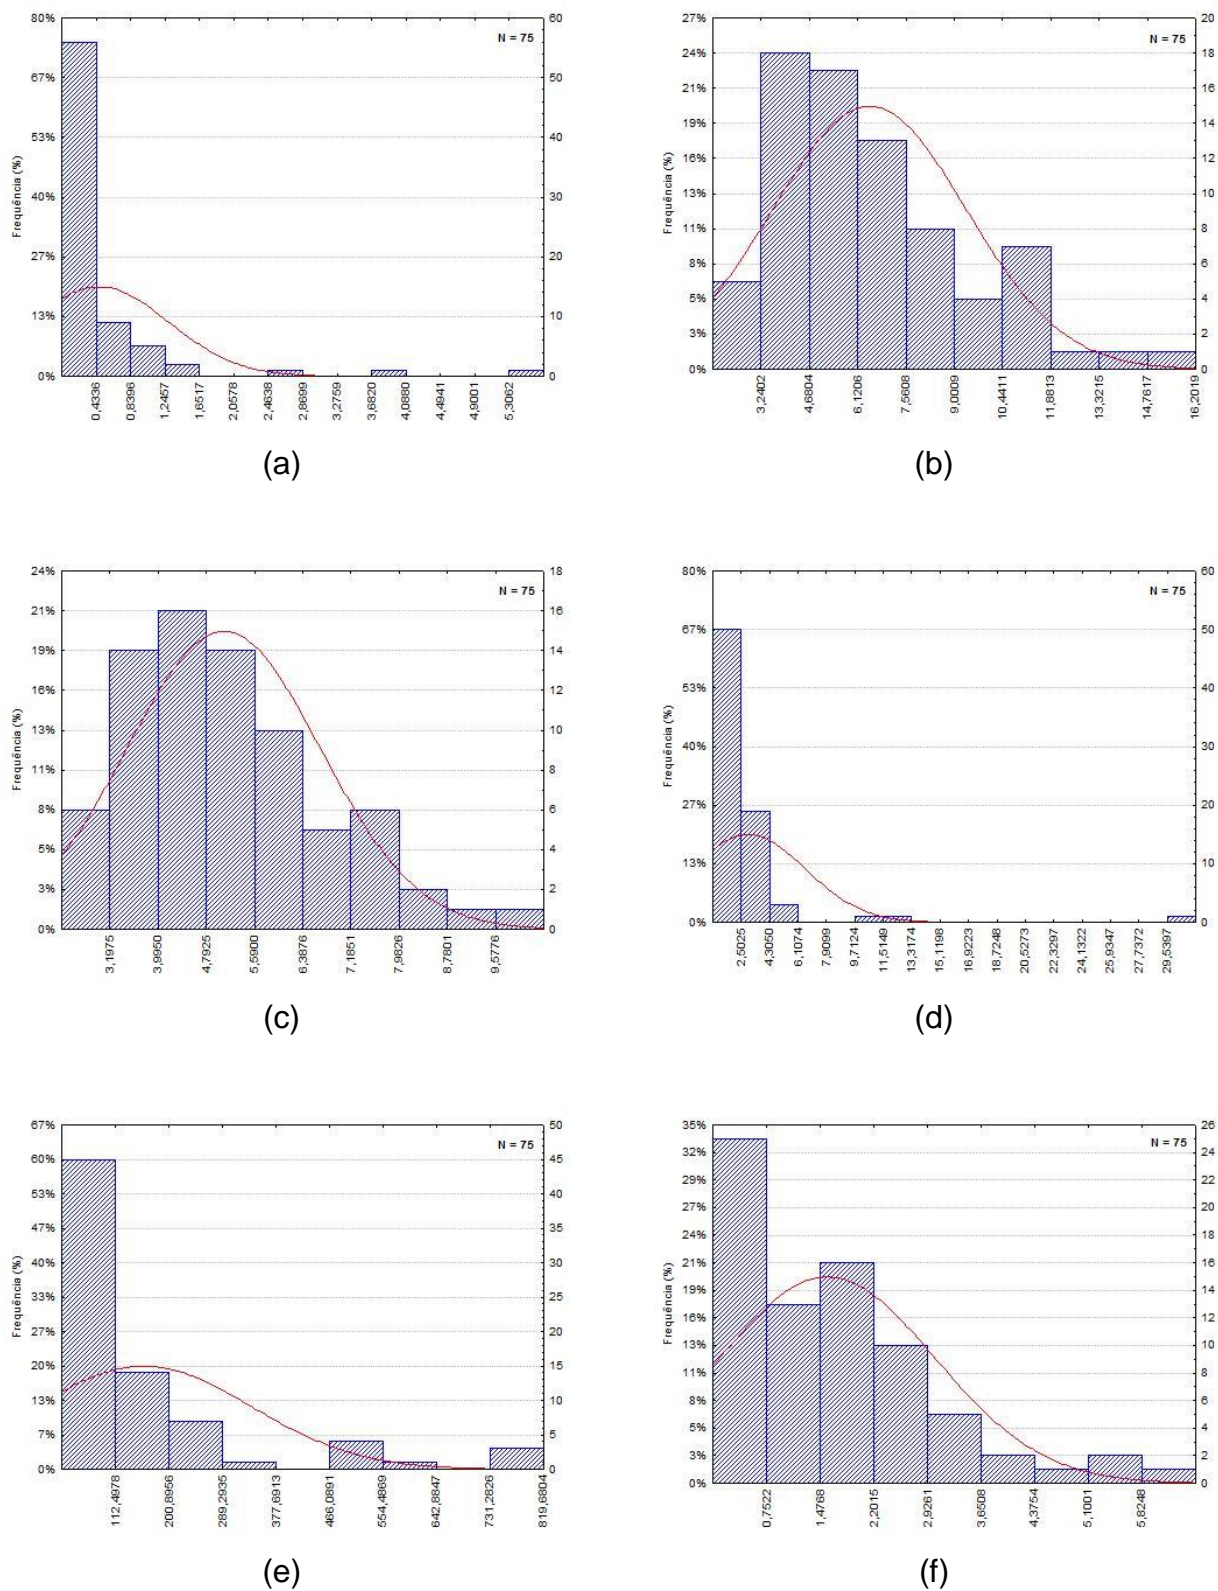 80% 60
N = 75
67% 50
53% 40
40% 30
27% 20
13% 10
0% 0
Frequência (%)
0,4336 0,8396 1,2457 1,6517 2,0578 2,4638 2,8699 3,2759 3,6820 4,0880 4,4941 4,9001 5,3062
(a)
27% 20
N = 75
24% 18
21% 16
19% 14
16% 12
13% 10
11% 8
8% 6
5% 4
3% 2
0% 0
Frequência (%)
3,2402 4,6804 6,1206 7,5608 9,0009 10,4411 11,8813 13,3215 14,7617 16,2019
(b)
24% 18
N = 75
21% 16
19% 14
16% 12
13% 10
11% 8
8% 6
5% 4
3% 2
0% 0
Frequência (%)
3,1975 3,9950 4,7925 5,5900 6,3876 7,1851 7,9826 8,7801 9,5776
(c)
80% 60
N = 75
67% 50
53% 40
40% 30
27% 20
13% 10
0% 0
Frequência (%)
2,5025 4,3050 6,1074 7,9099 9,7124 11,5149 13,3174 15,1198 16,9223 18,7248 20,5273 22,3297 24,1322 25,9347 27,7372 29,5397
(d)
67% 50
N = 75
60% 45
53% 40
47% 35
40% 30
33% 25
27% 20
20% 15
13% 10
7% 5
0% 0
Frequência (%)
112,4978 200,8956 289,2935 377,6913 466,0891 554,4869 642,8847 731,2826 819,6804
(e)
35% 26
N = 75
32% 24
29% 22
27% 20
24% 18
21% 16
19% 14
16% 12
13% 10
11% 8
8% 6
5% 4
3% 2
0% 0
Frequência (%)
0,7522 1,4768 2,2015 2,9261 3,6508 4,3754 5,1001 5,8248
(f)